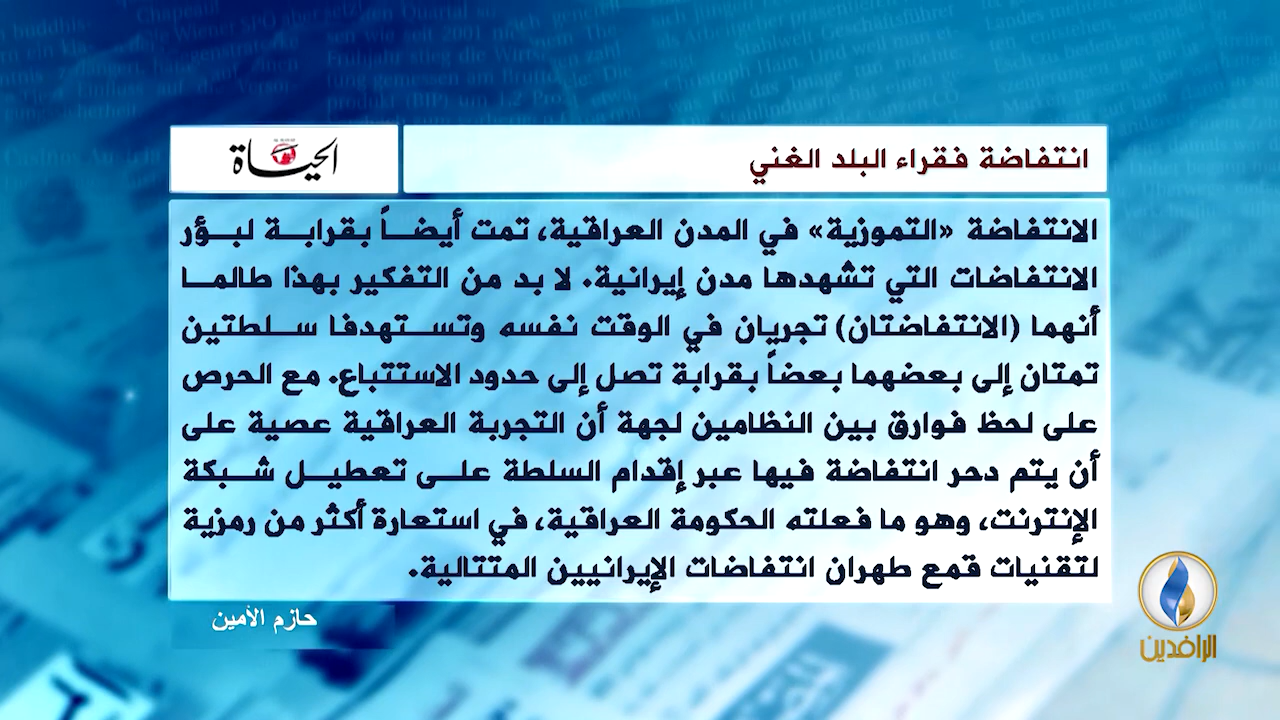 انتفاضة فقراء البلد الغني
الحياة
الانتفاضة «التموزية» في المدن العراقية، تمت أيضاً بقرابة لبؤر
الانتفاضات التي تشهدها مدن إيرانية. لا بد من التفكير بهذا طالما
أنهما (الانتفاضتان) تجريان في الوقت نفسه وتستهدفا سلطتين
تمتان إلى بعضهما بعضاً بقرابة تصل إلى حدود الاستتباع. مع الحرص
على لحظ فوارق بين النظامين لجهة أن التجربة العراقية عصية على
أن يتم دحر انتفاضة فيها عبر إقدام السلطة على تعطيل شبكة
الإنترنت، وهو ما فعلته الحكومة العراقية، في استعارة أكثر من رمزية
لتقنيات قمع طهران انتفاضات الإيرانيين المتتالية.
حازم الأمين
الرافدين